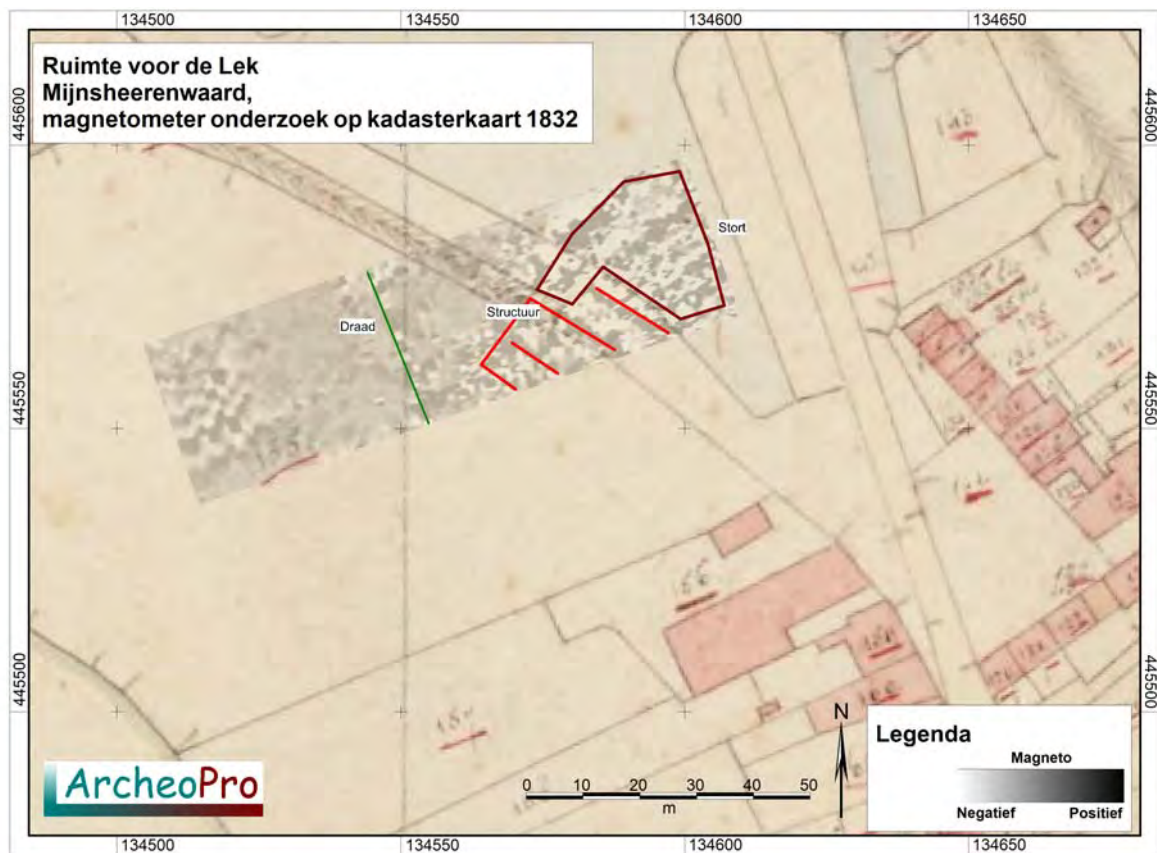 134500 134550 134600 134650
Ruimte voor de Lek
Mijnsheerenwaard,
magnetometer onderzoek op kadasterkaart 1832
445600
445600
Stort
Structuur
Draad
445550
445550
445500
445500
ArcheoPro
0 10 20 30 40 50
m
N
Legenda
Magneto
Negatief Positief
134500 134550 134600 134650